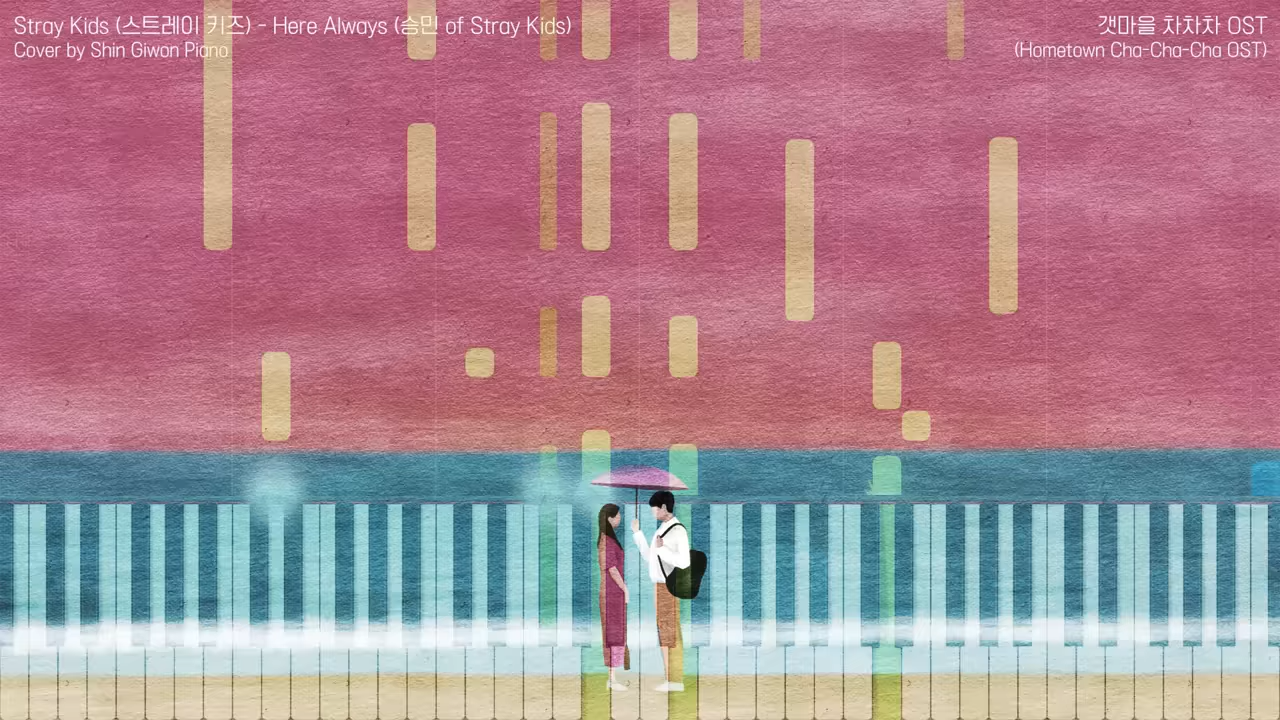 Stray Kids (스트레이 키즈) - Here Always (승민 of Stray Kids)
Cover by Shin Giwon Piano
갯마을 차차차 OST
(Hometown Cha-Cha-Cha OST)